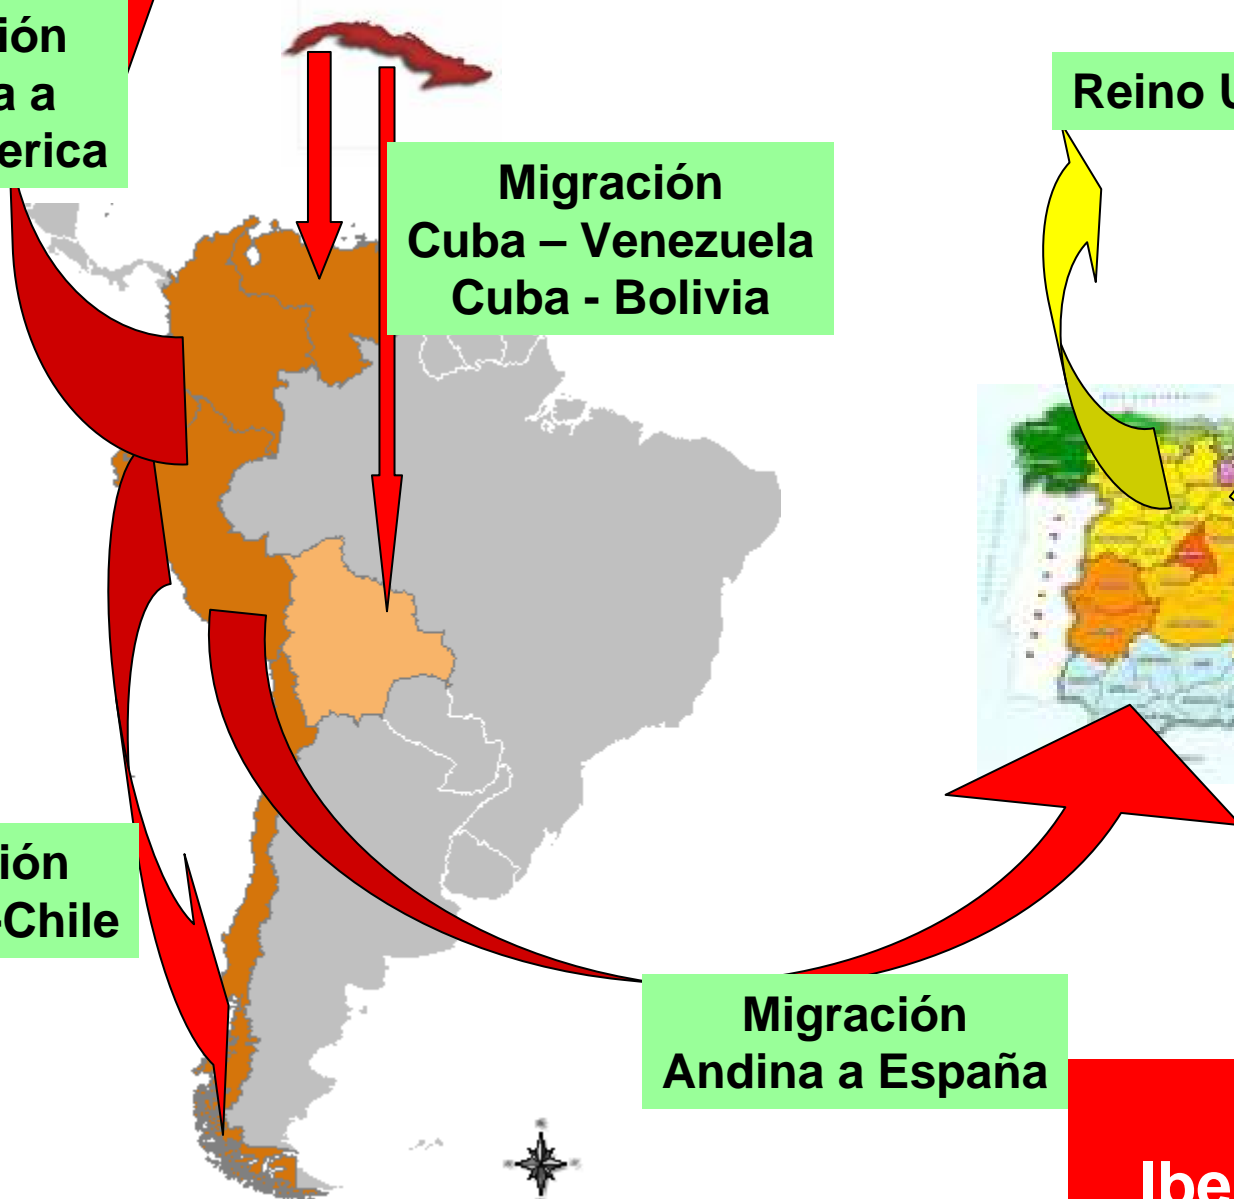 ión
a a
erica
Reino U
Migración
Cuba – Venezuela
Cuba - Bolivia
ión
-Chile
Migración
Andina a España
Ibe